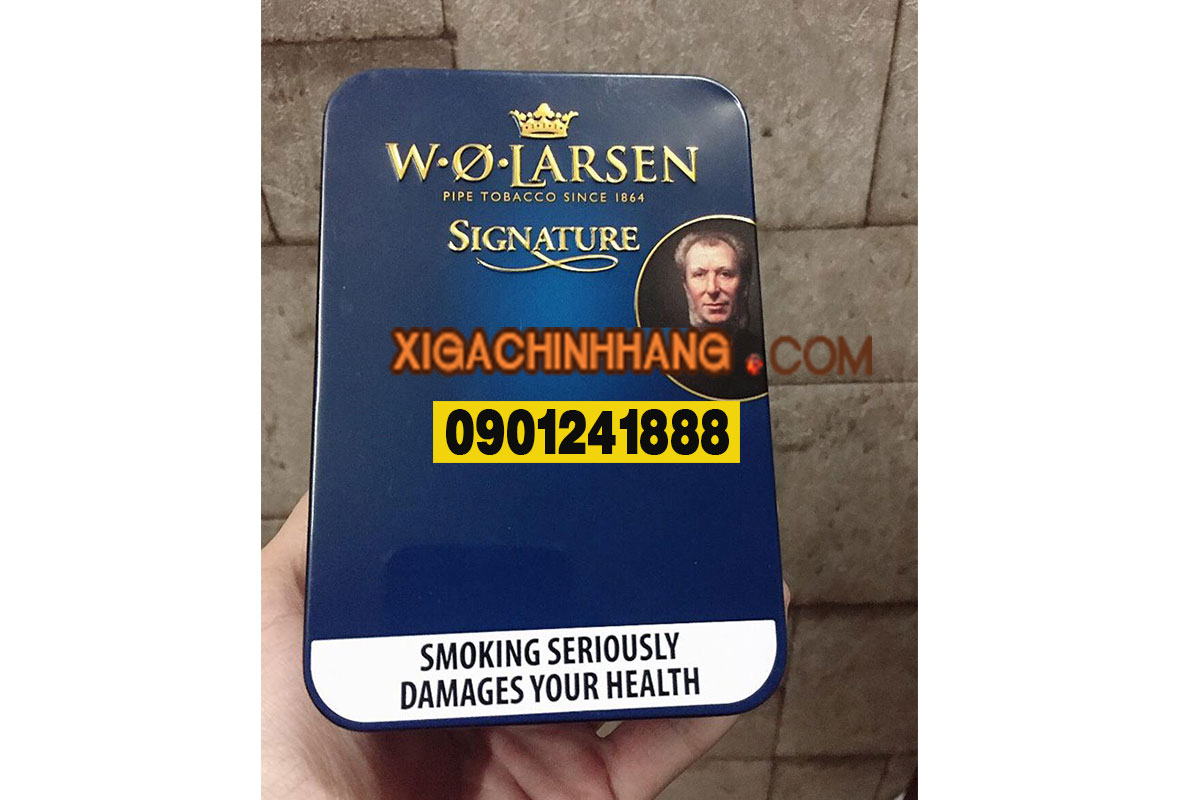 W·Ø·LARSEN
PIPE TOBACCO SINCE 1864
SIGNATURE
XIGACHINHHANG.COM
0901241888
SMOKING SERIOUSLY
DAMAGES YOUR HEALTH